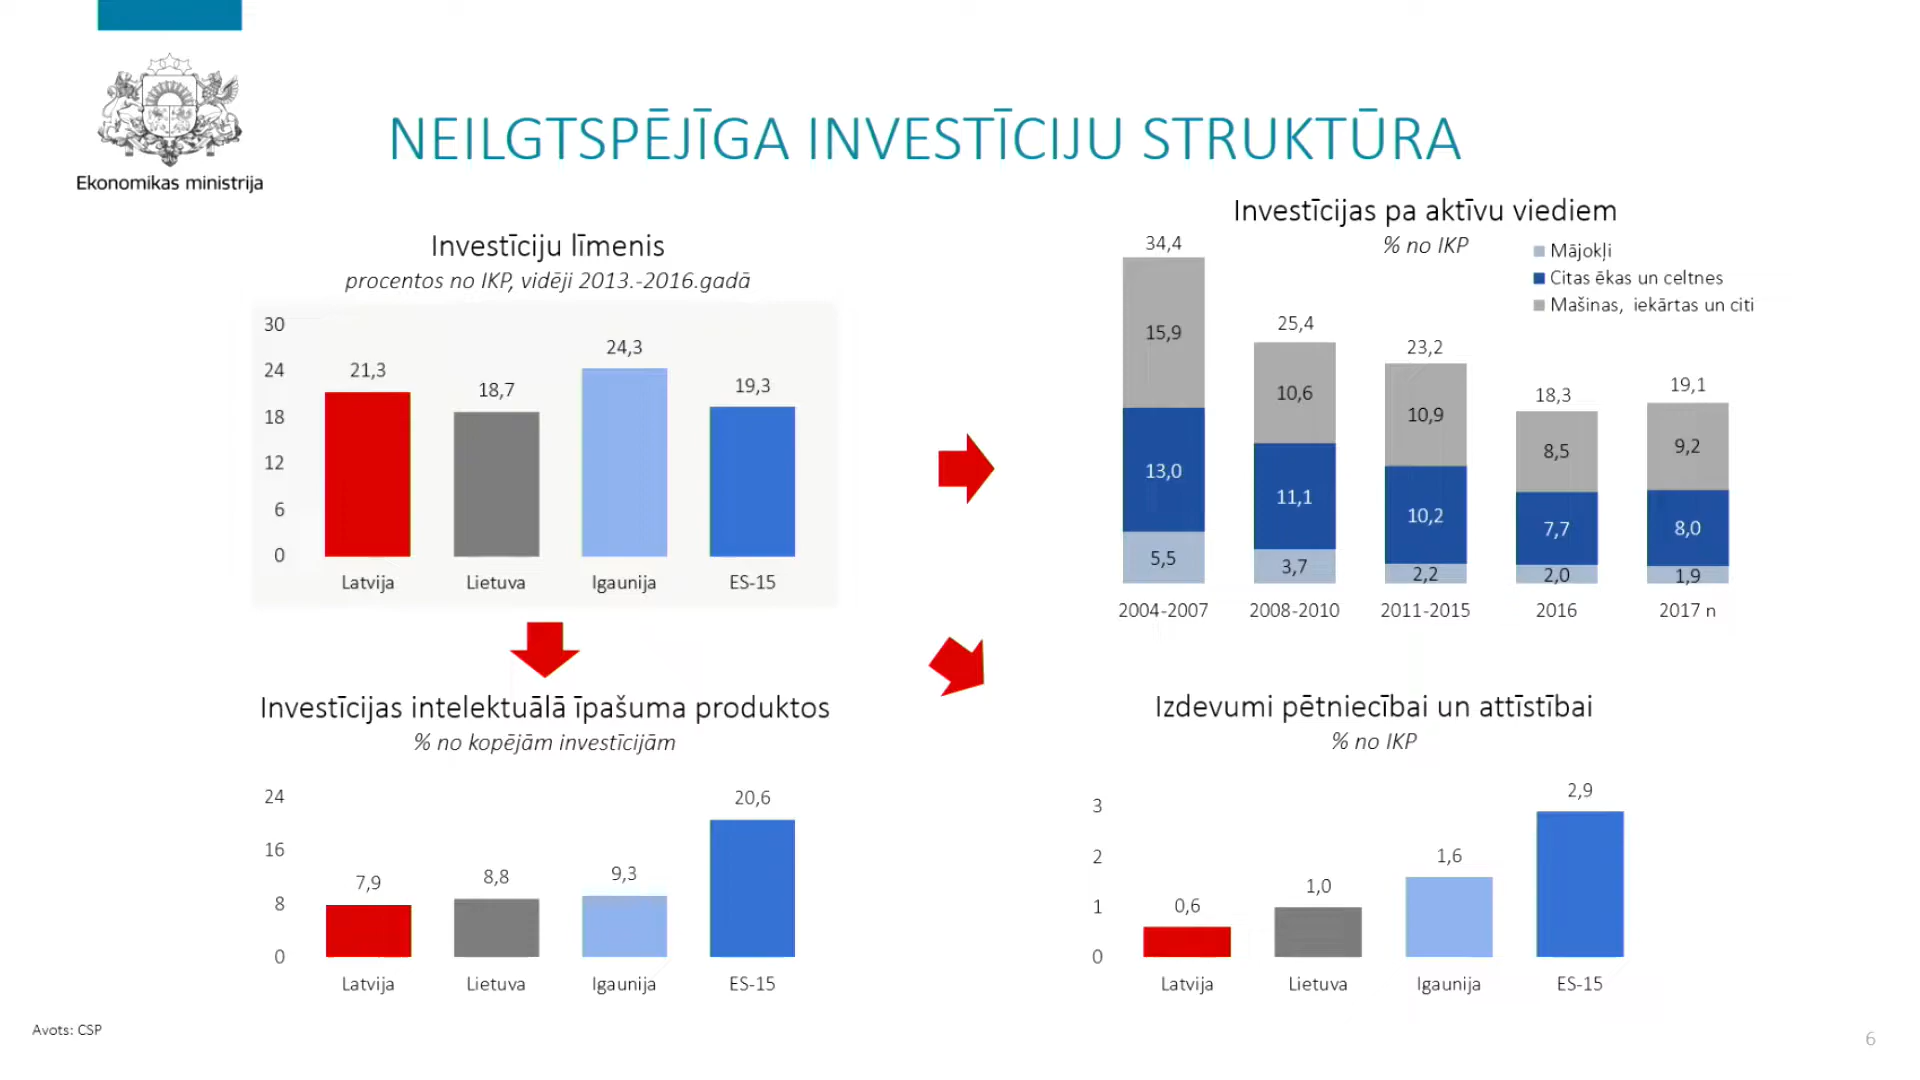 Ekonomikas ministrija
NEILGTSPĒJĪGA INVESTĪCIJU STRUKTŪRA
Investīciju līmenis
procentos no IKP, vidēji 2013.-2016.gadā
30
24
18
12
6
0
21,3
18,7
24,3
19,3
Latvija
Lietuva
Igaunija
ES-15
Investīcijas pa aktīvu viediem
% no IKP
Mājokļi
Citas ēkas un celtnes
Mašinas, iekārtas un citi
34,4
25,4
23,2
18,3
19,1
15,9
10,6
10,9
8,5
9,2
13,0
11,1
10,2
7,7
8,0
5,5
3,7
2,2
2,0
1,9
2004-2007
2008-2010
2011-2015
2016
2017 n
Investīcijas intelektuālā īpašuma produktos
% no kopējām investīcijām
24
16
8
0
7,9
8,8
9,3
20,6
Latvija
Lietuva
Igaunija
ES-15
Izdevumi pētniecībai un attīstībai
% no IKP
3
2
1
0
0,6
1,0
1,6
2,9
Latvija
Lietuva
Igaunija
ES-15
Avots: CSP
6